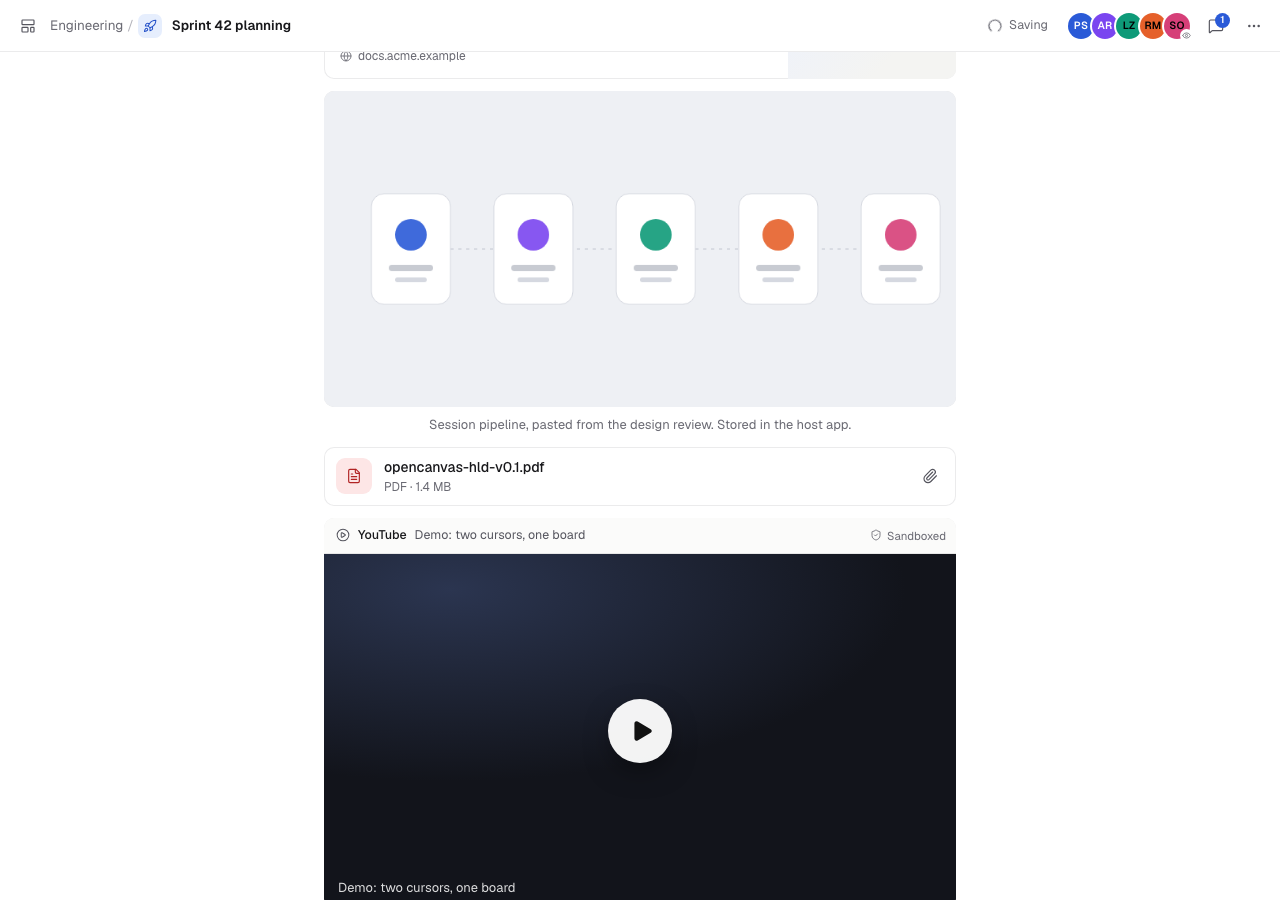 Engineering / Sprint 42 planning
Saving
PS AR LZ RM SO
1
docs.acme.example
Session pipeline, pasted from the design review. Stored in the host app.
opencanvas-hld-v0.1.pdf
PDF · 1.4 MB
YouTube Demo: two cursors, one board
Sandboxed
Demo: two cursors, one board